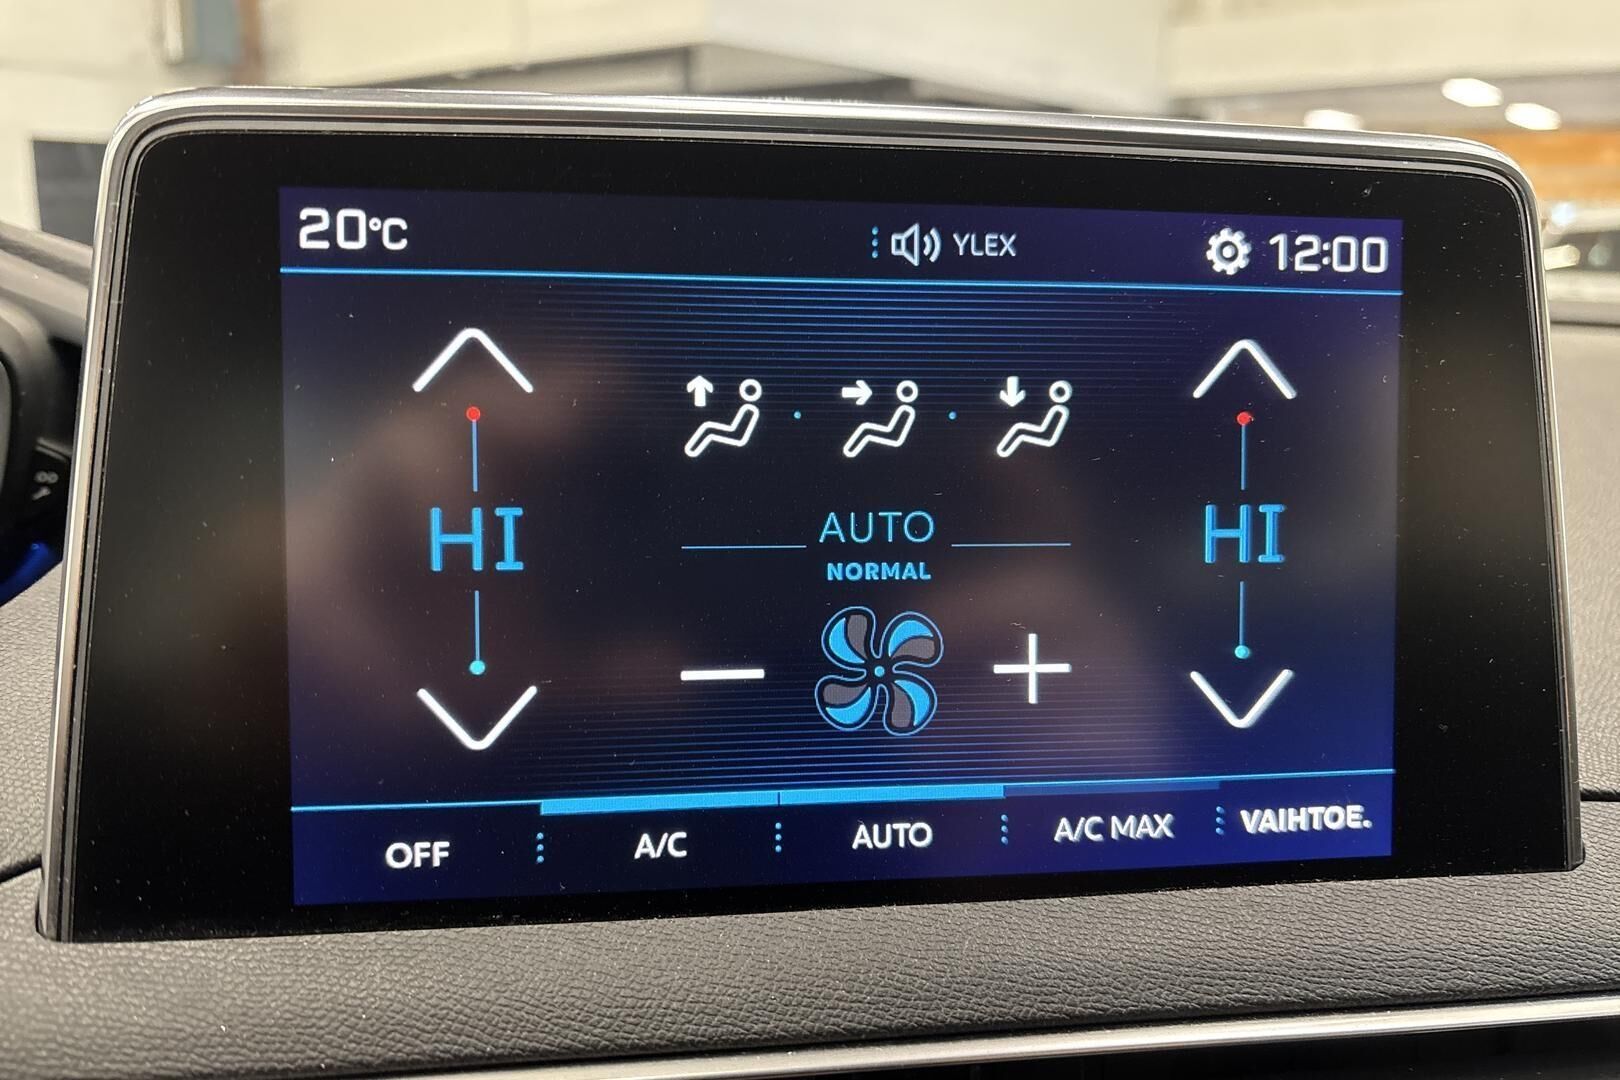 20°C
YLEX
12:00
HI
AUTO
NORMAL
HI
OFF
A/C
AUTO
A/C MAX
VAIHTOE.